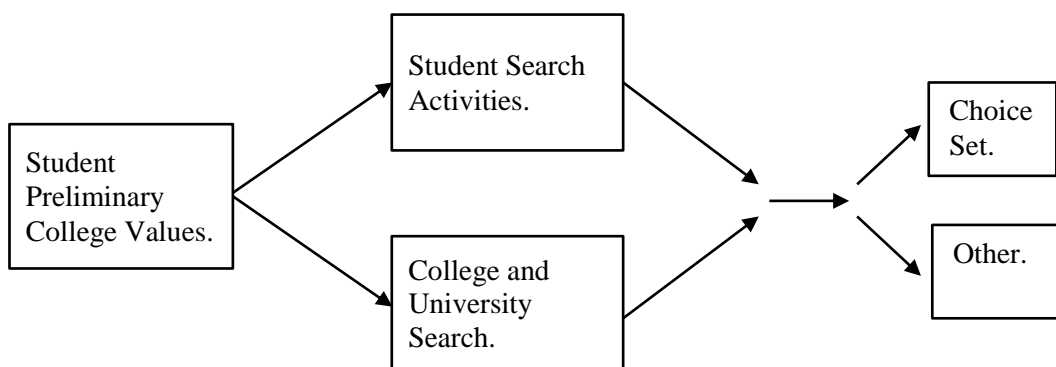 Student
Preliminary
College Values.
Student Search
Activities.
College and
University
Search.
Choice
Set.
Other.